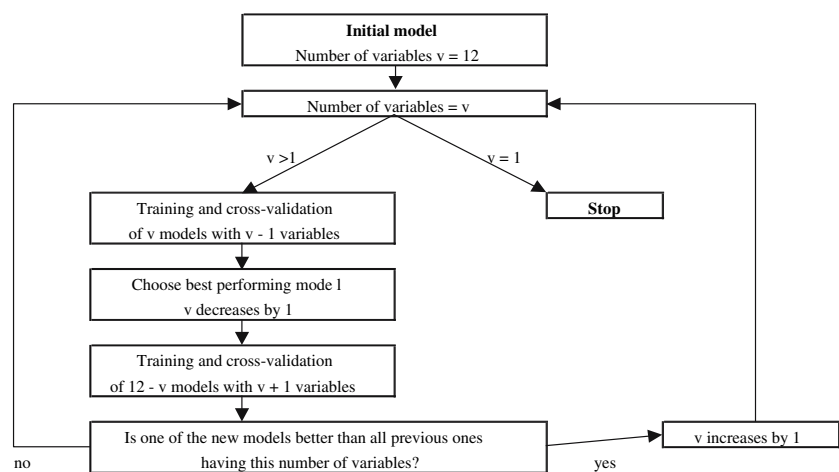 Initial model
Number of variables v = 12
Number of variables = v
v >1
v = 1
Training and cross-validation
of v models with v - 1 variables
Stop
Choose best performing mode l
v decreases by 1
Training and cross-validation
of 12 - v models with v + 1 variables
Is one of the new models better than all previous ones
having this number of variables?
v increases by 1
no
yes